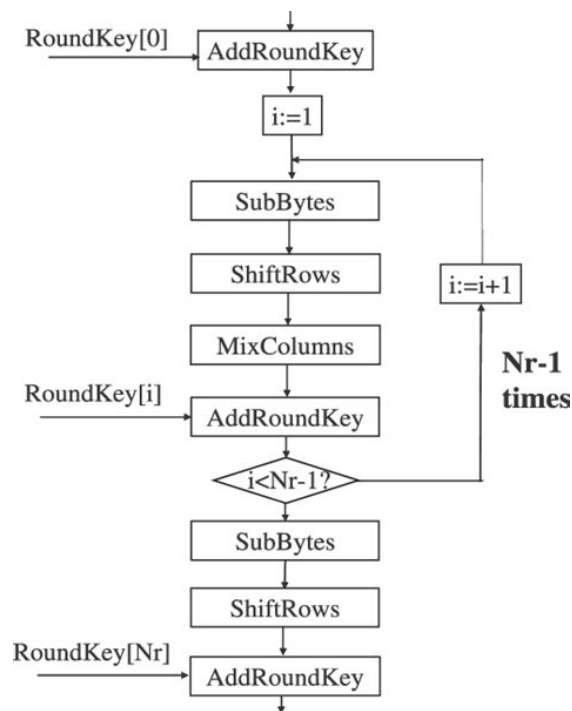 RoundKey[0]
AddRoundKey
i:=1
SubBytes
ShiftRows
i:=i+1
MixColumns
Nr-1
times
RoundKey[i]
AddRoundKey
i<Nr-1?
SubBytes
ShiftRows
RoundKey[Nr]
AddRoundKey